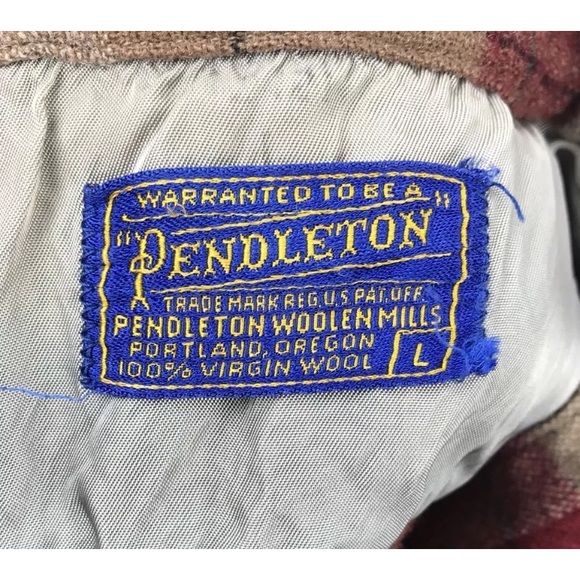 WARRANTED TO BE A
"PENDLETON"
TRADE MARK REG. U.S. PAT. OFF.
PENDLETON WOOLEN MILLS
PORTLAND, OREGON
100% VIRGIN WOOL L